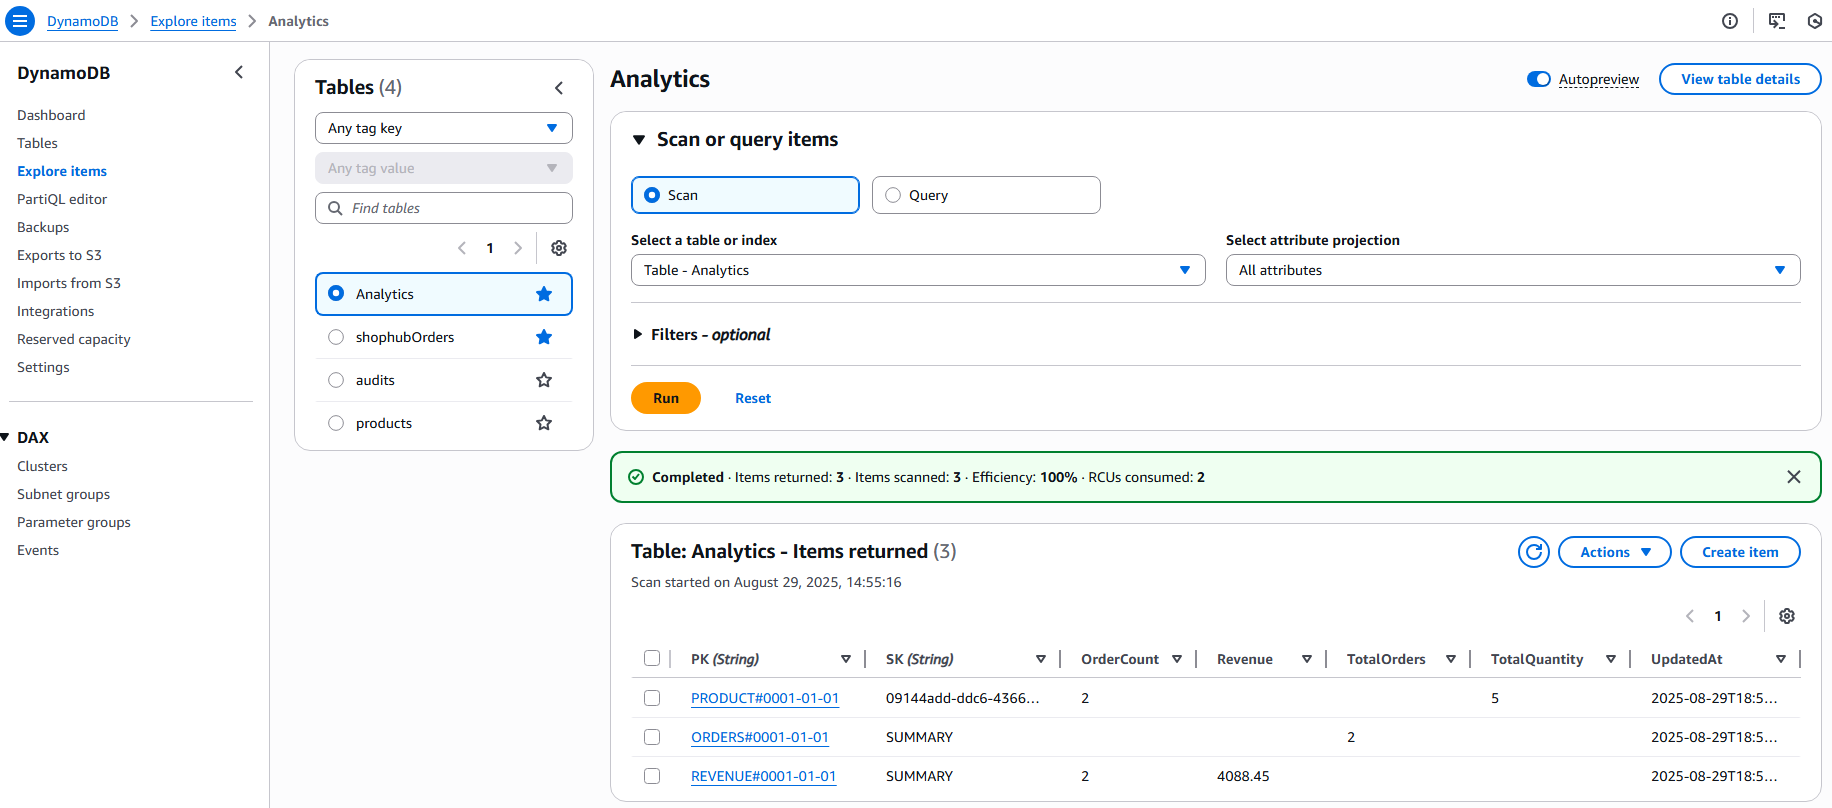 DynamoDB > Explore items > Analytics
DynamoDB
Dashboard
Tables
Explore items
PartiQL editor
Backups
Exports to S3
Imports from S3
Integrations
Reserved capacity
Settings
DAX
Clusters
Subnet groups
Parameter groups
Events
Tables (4)
Any tag key
Any tag value
Find tables
1
Analytics
shophubOrders
audits
products
Analytics
Autopreview
View table details
Scan or query items
Scan
Query
Select a table or index
Table - Analytics
Select attribute projection
All attributes
Filters - optional
Run
Reset
Completed · Items returned: 3 · Items scanned: 3 · Efficiency: 100% · RCUs consumed: 2
Table: Analytics - Items returned (3)
Scan started on August 29, 2025, 14:55:16
Actions
Create item
1
PK (String) SK (String) OrderCount Revenue TotalOrders TotalQuantity UpdatedAt
PRODUCT#0001-01-01 09144add-ddc6-4366... 2 5 2025-08-29T18:5...
ORDERS#0001-01-01 SUMMARY 2 2025-08-29T18:5...
REVENUE#0001-01-01 SUMMARY 2 4088.45 2025-08-29T18:5...